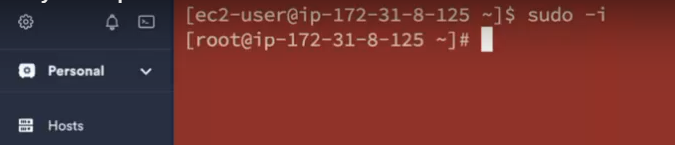 [ec2-user@ip-172-31-8-125 ~]$ sudo -i
[root@ip-172-31-8-125 ~]#
Personal
Hosts